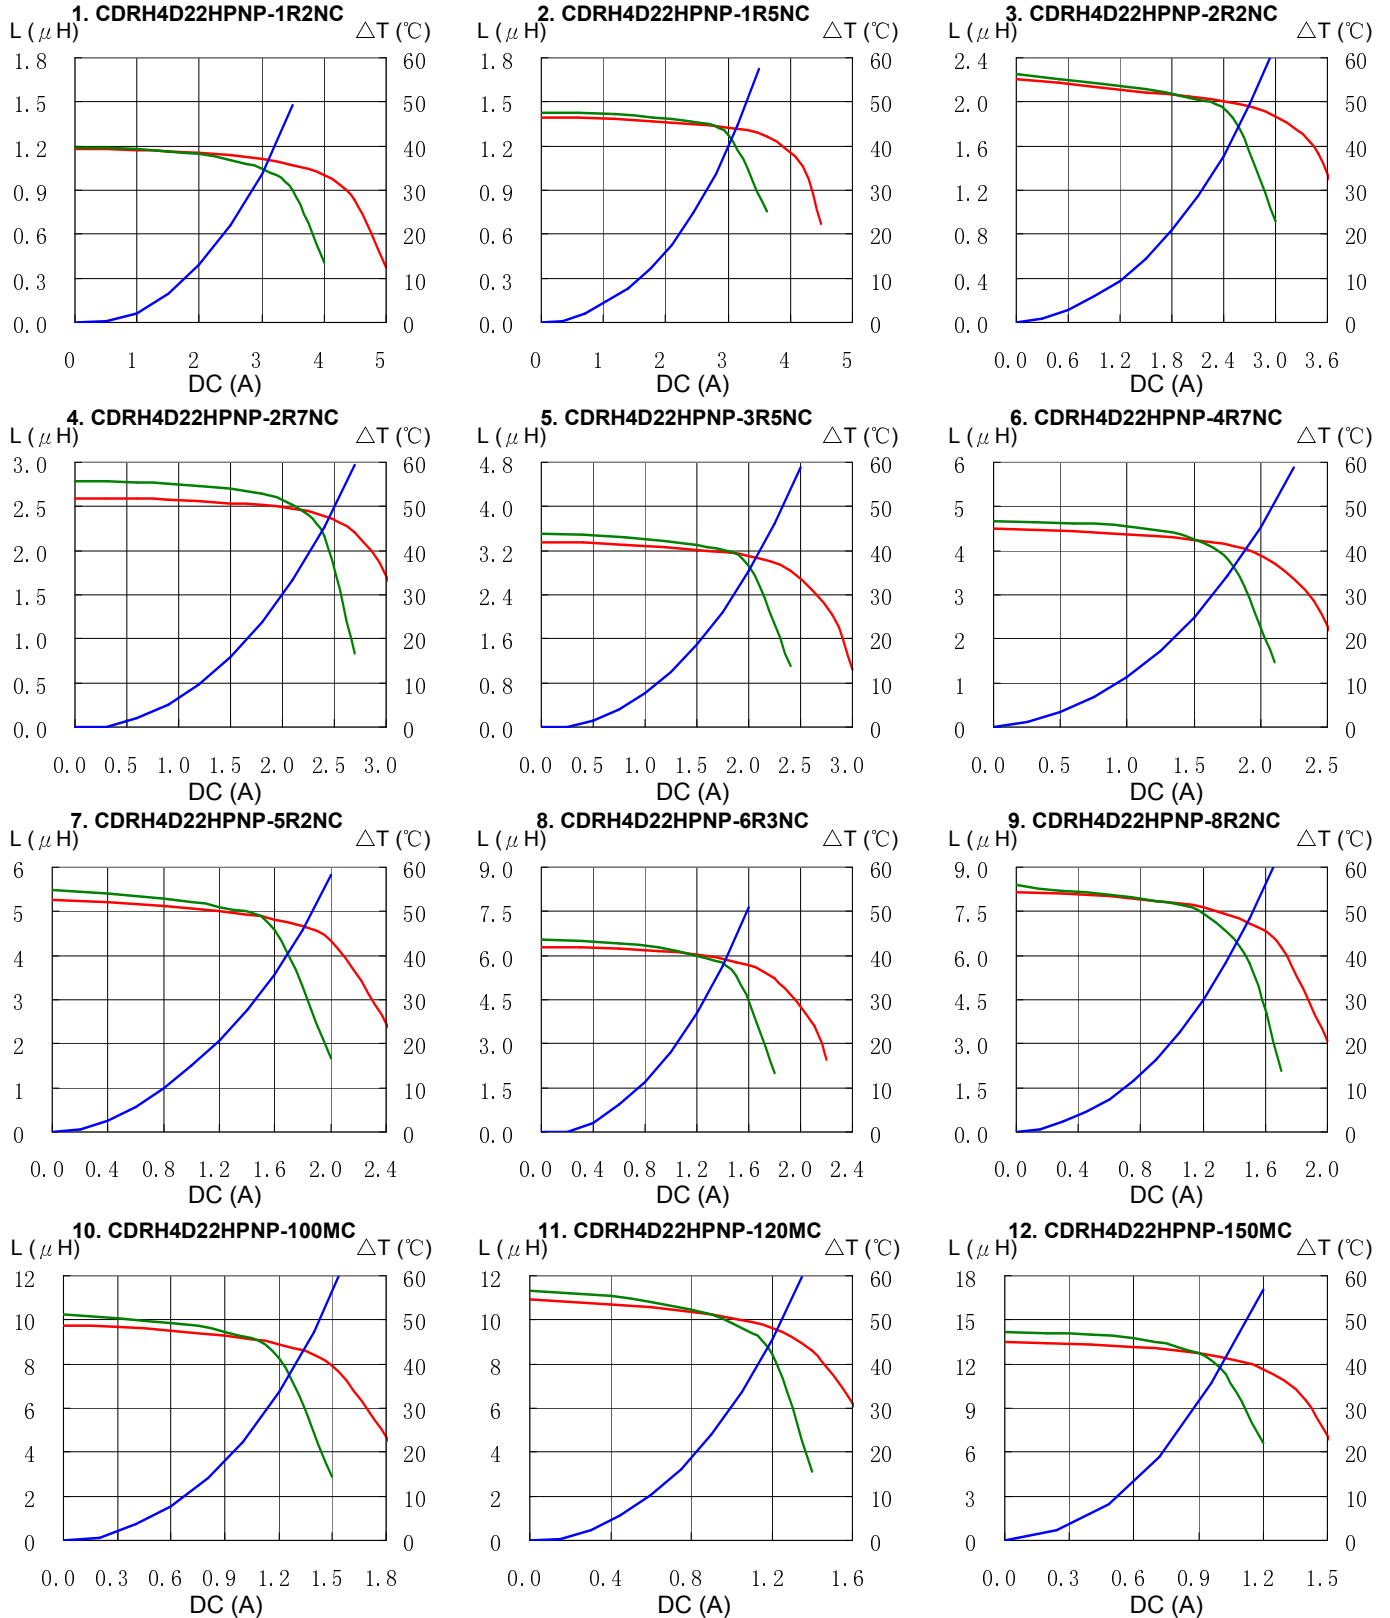 1. CDRH4D22HPNP-1R2NC
L ( μ H) △T (℃)
1.8 60
1.5 50
1.2 40
0.9 30
0.6 20
0.3 10
0.0 0
0 1 2 3 4 5
DC (A)
2. CDRH4D22HPNP-1R5NC
L ( μ H) △T (℃)
1.8 60
1.5 50
1.2 40
0.9 30
0.6 20
0.3 10
0.0 0
0 1 2 3 4 5
DC (A)
3. CDRH4D22HPNP-2R2NC
L ( μ H) △T (℃)
2.4 60
2.0 50
1.6 40
1.2 30
0.8 20
0.4 10
0.0 0
0.0 0.6 1.2 1.8 2.4 3.0 3.6
DC (A)
4. CDRH4D22HPNP-2R7NC
L ( μ H) △T (℃)
3.0 60
2.5 50
2.0 40
1.5 30
1.0 20
0.5 10
0.0 0
0.0 0.5 1.0 1.5 2.0 2.5 3.0
DC (A)
5. CDRH4D22HPNP-3R5NC
L ( μ H) △T (℃)
4.8 60
4.0 50
3.2 40
2.4 30
1.6 20
0.8 10
0.0 0
0.0 0.5 1.0 1.5 2.0 2.5 3.0
DC (A)
6. CDRH4D22HPNP-4R7NC
L ( μ H) △T (℃)
6 60
5 50
4 40
3 30
2 20
1 10
0 0
0.0 0.5 1.0 1.5 2.0 2.5
DC (A)
7. CDRH4D22HPNP-5R2NC
L ( μ H) △T (℃)
6 60
5 50
4 40
3 30
2 20
1 10
0 0
0.0 0.4 0.8 1.2 1.6 2.0 2.4
DC (A)
8. CDRH4D22HPNP-6R3NC
L ( μ H) △T (℃)
9.0 60
7.5 50
6.0 40
4.5 30
3.0 20
1.5 10
0.0 0
0.0 0.4 0.8 1.2 1.6 2.0 2.4
DC (A)
9. CDRH4D22HPNP-8R2NC
L ( μ H) △T (℃)
9.0 60
7.5 50
6.0 40
4.5 30
3.0 20
1.5 10
0.0 0
0.0 0.4 0.8 1.2 1.6 2.0
DC (A)
10. CDRH4D22HPNP-100MC
L ( μ H) △T (℃)
12 60
10 50
8 40
6 30
4 20
2 10
0 0
0.0 0.3 0.6 0.9 1.2 1.5 1.8
DC (A)
11. CDRH4D22HPNP-120MC
L ( μ H) △T (℃)
12 60
10 50
8 40
6 30
4 20
2 10
0 0
0.0 0.4 0.8 1.2 1.6
DC (A)
12. CDRH4D22HPNP-150MC
L ( μ H) △T (℃)
18 60
15 50
12 40
9 30
6 20
3 10
0 0
0.0 0.3 0.6 0.9 1.2 1.5
DC (A)